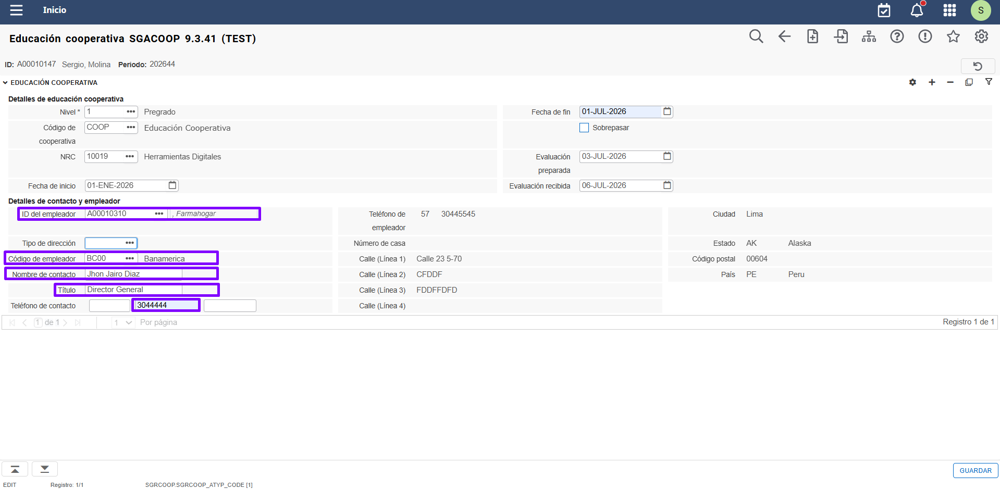 Inicio
S
Educación cooperativa SGACOOP 9.3.41 (TEST)
ID: A00010147 Sergio, Molina Periodo: 202644
EDUCACIÓN COOPERATIVA
Detalles de educación cooperativa
Nivel * 1 ••• Pregrado
Fecha de fin 01-JUL-2026
Código de cooperativa COOP ••• Educación Cooperativa
Sobrepasar
NRC 10019 ••• Herramientas Digitales
Evaluación preparada 03-JUL-2026
Fecha de inicio 01-ENE-2026
Evaluación recibida 06-JUL-2026
Detalles de contacto y empleador
ID del empleador A00010310 ••• , Farmahogar
Teléfono de empleador 57 30445545
Ciudad Lima
Tipo de dirección •••
Número de casa
Estado AK Alaska
Código de empleador BC00 ••• Banamerica
Calle (Línea 1) Calle 23 5-70
Código postal 00604
Nombre de contacto Jhon Jairo Diaz
Calle (Línea 2) CFDDF
País PE Peru
Título Director General
Calle (Línea 3) FDDFFDFD
Teléfono de contacto 3044444
Calle (Línea 4)
1 de 1 1 Por página Registro 1 de 1
GUARDAR
EDIT Registro: 1/1 SGRCOOP.SGRCOOP_ATYP_CODE [1]